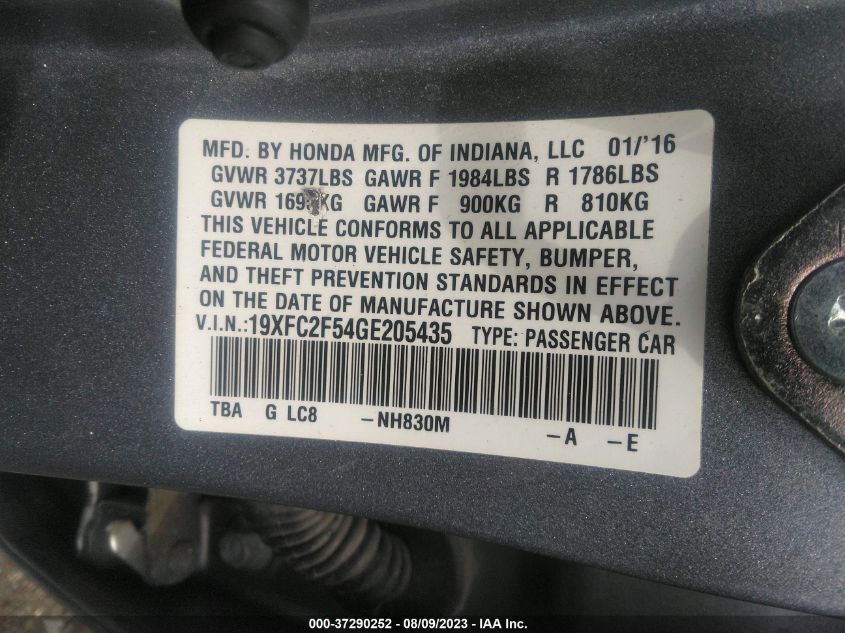 MFD. BY HONDA MFG. OF INDIANA, LLC 01/'16
GVWR 3737LBS GAWR F 1984LBS R 1786LBS
GVWR GAWR F 900KG R 810KG
THIS VEHICLE CONFORMS TO ALL APPLICABLE
FEDERAL MOTOR VEHICLE SAFETY, BUMPER,
AND THEFT PREVENTION STANDARDS IN EFFECT
ON THE DATE OF MANUFACTURE SHOWN ABOVE.
V.I.N.:19XFC2F54GE205435 TYPE: PASSENGER CAR
TBA G LC8 -NH830M -A -E
000-37290252 - 08/09/2023 - IAA Inc.